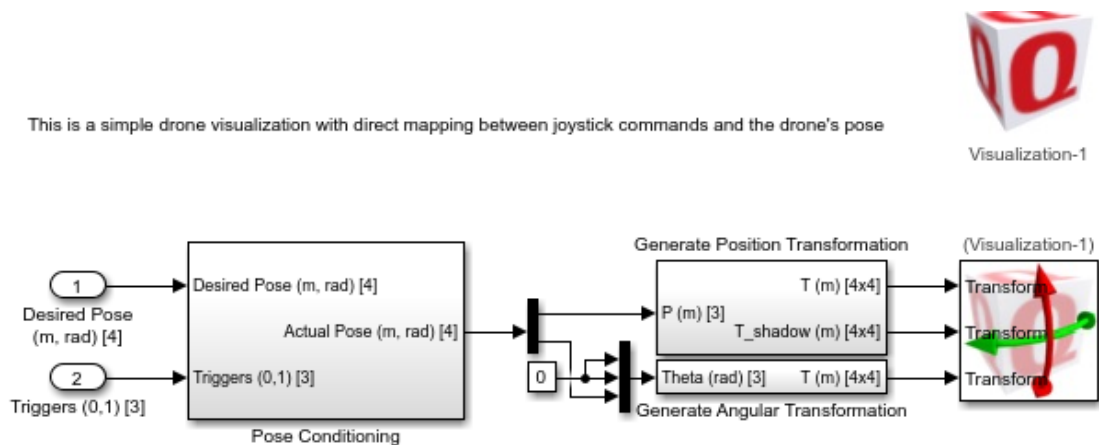 Q
This is a simple drone visualization with direct mapping between joystick commands and the drone's pose
Visualization-1
1
Desired Pose
(m, rad) [4]
2
Triggers (0,1) [3]
Desired Pose (m, rad) [4]
Actual Pose (m, rad) [4]
Triggers (0,1) [3]
Pose Conditioning
0
Generate Position Transformation
P (m) [3]
T (m) [4x4]
T_shadow (m) [4x4]
Theta (rad) [3]
T (m) [4x4]
Generate Angular Transformation
(Visualization-1)
Transform
Transform
Transform